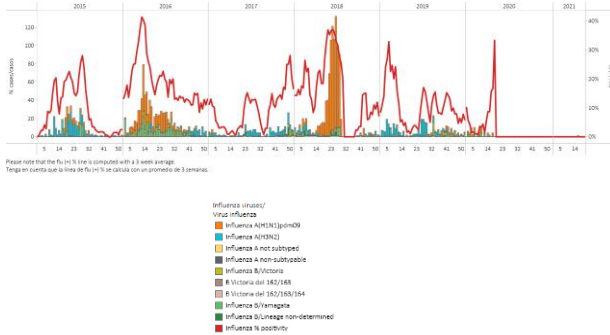 2015 2016 2017 2018 2019 2020 2021
120
100
80
60
40
20
0
% cases/casos
40%
30%
20%
10%
0%
5 14 23 32 41 50 5 14 23 32 41 50 5 14 23 32 41 50 5 14 23 32 41 50 5 14 23 32 41 50 5 14 23 32 41 50 5 14
Please note that the flu (+) % line is computed with a 3 week average.
Tenga en cuenta que la línea de flu (+) % se calcula con un promedio de 3 semanas.
Influenza viruses/
Virus influenza
Influenza A(H1N1)pdm09
Influenza A(H3N2)
Influenza A not subtyped
Influenza A non-subtypable
Influenza B/Victoria
B Victoria del 162/163
B Victoria del 162/163/164
Influenza B/Yamagata
Influenza B/Lineage non-determined
Influenza % positivity